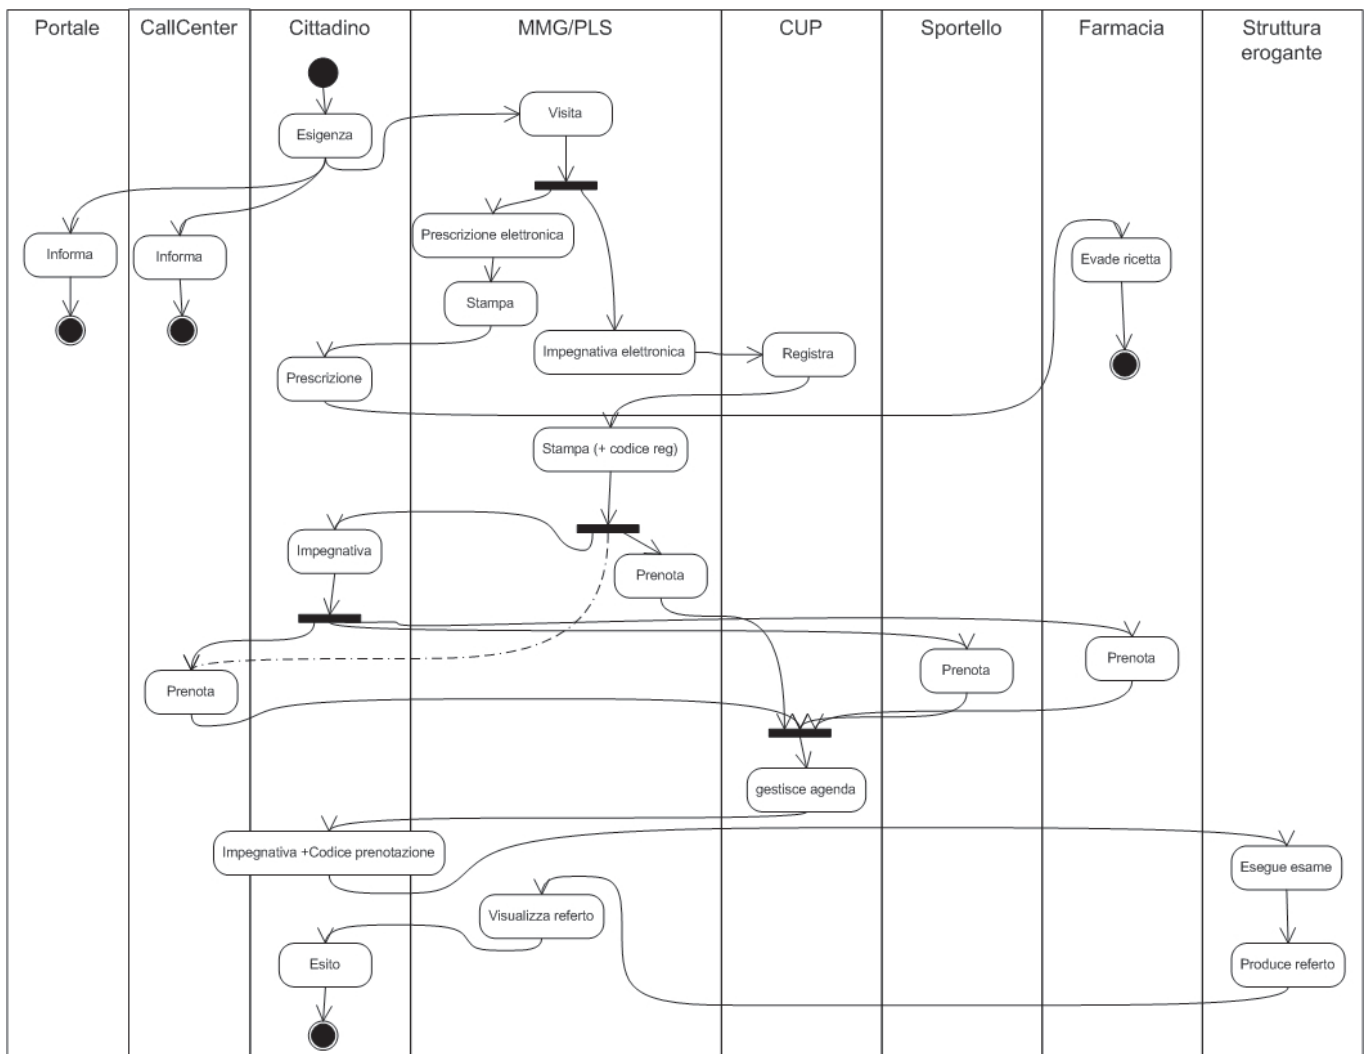 Portale
CallCenter
Cittadino
MMG/PLS
CUP
Sportello
Farmacia
Struttura
erogante
Visita
Esigenza
Prescrizione elettronica
Informa
Informa
Evade ricetta
Stampa
Impegnativa elettronica
Registra
Prescrizione
Stampa (+ codice reg)
Impegnativa
Prenota
Prenota
Prenota
Prenota
gestisce agenda
Impegnativa +Codice prenotazione
Esegue esame
Visualizza referto
Esito
Produce referto